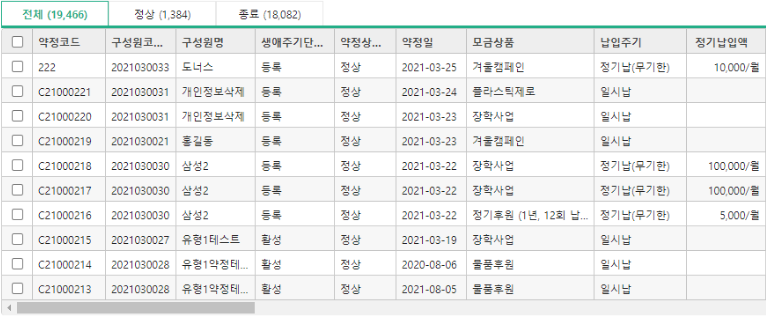 전체 (19,466) 정상 (1,384) 종료 (18,082)
약정코드 구성원코... 구성원명 생애주기단... 약정상... 약정일 모금상품 납입주기 정기납입액
222 2021030033 도너스 등록 정상 2021-03-25 겨울캠페인 정기납(무기한) 10,000/월
C21000221 2021030031 개인정보삭제 등록 정상 2021-03-24 플라스틱제로 일시납
C21000220 2021030031 개인정보삭제 등록 정상 2021-03-23 장학사업 일시납
C21000219 2021030021 홍길동 등록 정상 2021-03-23 겨울캠페인 일시납
C21000218 2021030030 삼성2 등록 정상 2021-03-22 장학사업 정기납(무기한) 100,000/월
C21000217 2021030030 삼성2 등록 정상 2021-03-22 장학사업 정기납(무기한) 100,000/월
C21000216 2021030030 삼성2 등록 정상 2021-03-22 정기후원 (1년, 12회 납... 정기납(무기한) 5,000/월
C21000215 2021030027 유형1테스트 활성 정상 2021-03-19 장학사업 일시납
C21000214 2021030028 유형1약정테... 활성 정상 2020-08-06 물품후원 일시납
C21000213 2021030028 유형1약정테... 활성 정상 2021-08-05 물품후원 일시납